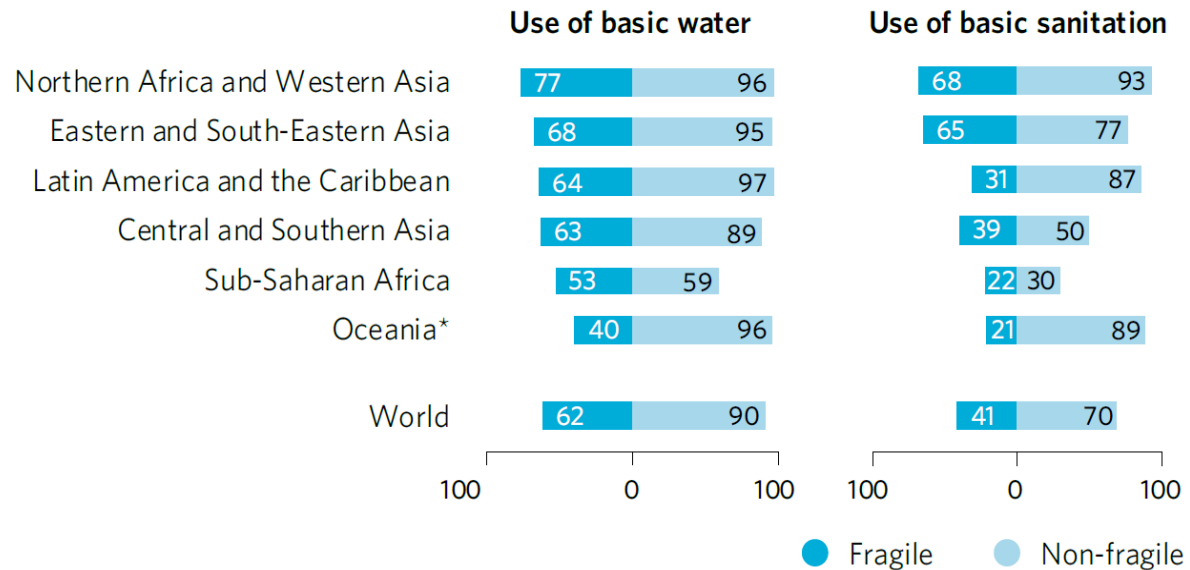 Use of basic water Use of basic sanitation
Northern Africa and Western Asia 77 96 68 93
Eastern and South-Eastern Asia 68 95 65 77
Latin America and the Caribbean 64 97 31 87
Central and Southern Asia 63 89 39 50
Sub-Saharan Africa 53 59 22 30
Oceania* 40 96 21 89
World 62 90 41 70
100 0 100 100 0 100
Fragile Non-fragile